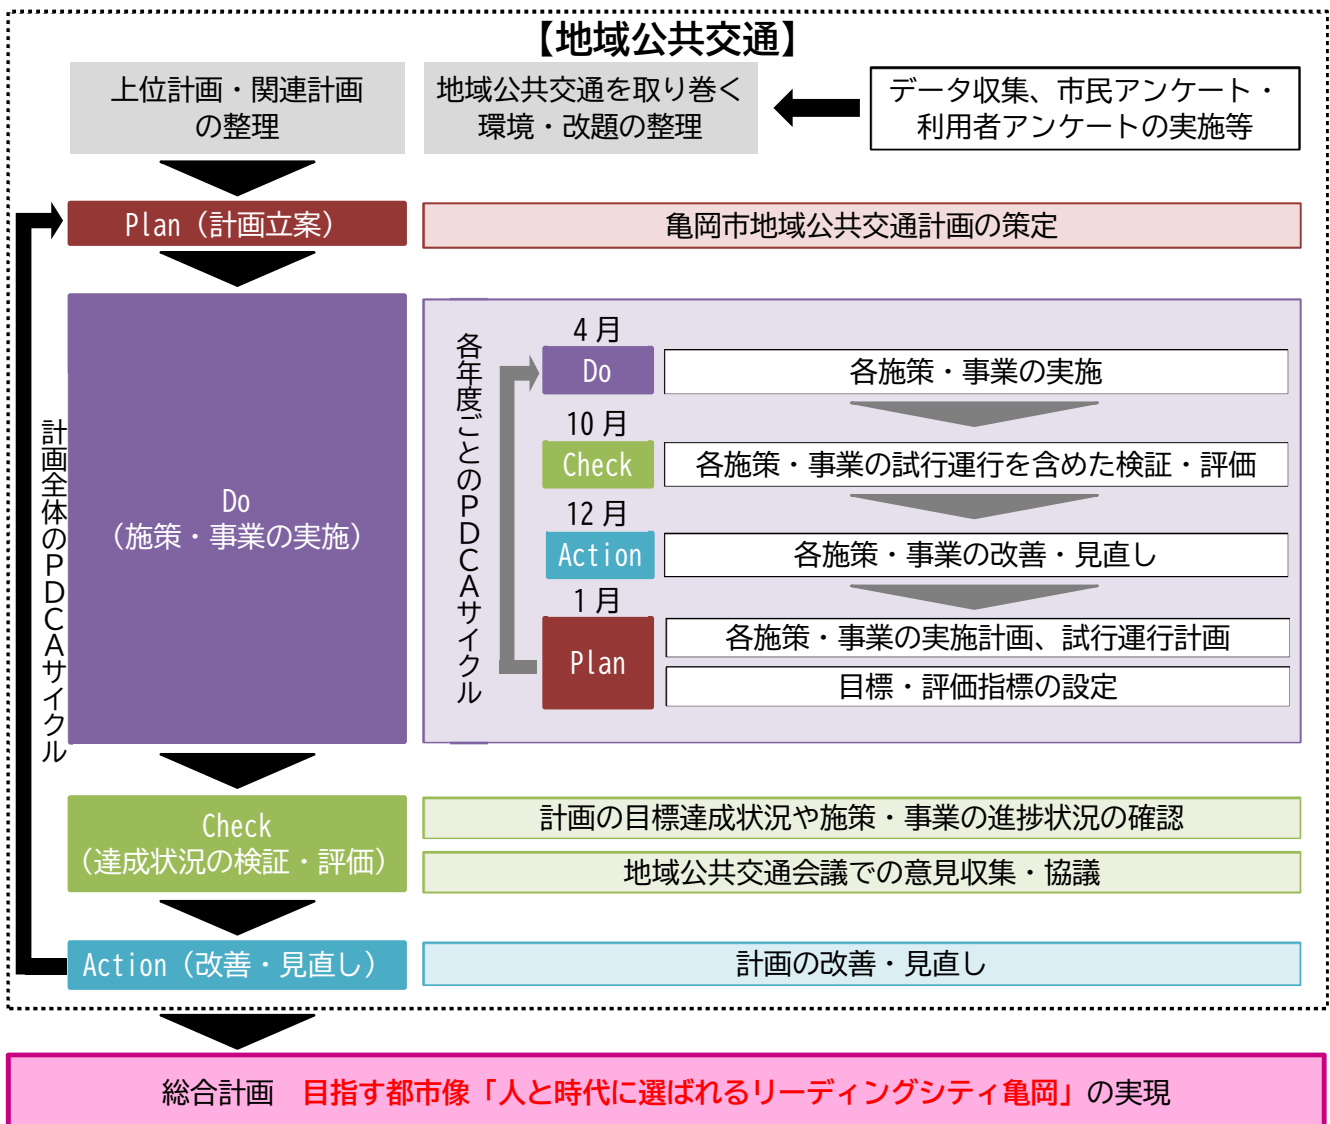 【地域公共交通】
上位計画・関連計画
の整理
地域公共交通を取り巻く
環境・改題の整理
データ収集、市民アンケート・
利用者アンケートの実施等
Plan（計画立案）
亀岡市地域公共交通計画の策定
計画全体のＰＤＣＡサイクル
Do
（施策・事業の実施）
各年度ごとのＰＤＣＡサイクル
4月
Do
各施策・事業の実施
10月
Check
各施策・事業の試行運行を含めた検証・評価
12月
Action
各施策・事業の改善・見直し
1月
Plan
各施策・事業の実施計画、試行運行計画
目標・評価指標の設定
Check
（達成状況の検証・評価）
計画の目標達成状況や施策・事業の進捗状況の確認
地域公共交通会議での意見収集・協議
Action（改善・見直し）
計画の改善・見直し
総合計画　目指す都市像「人と時代に選ばれるリーディングシティ亀岡」の実現